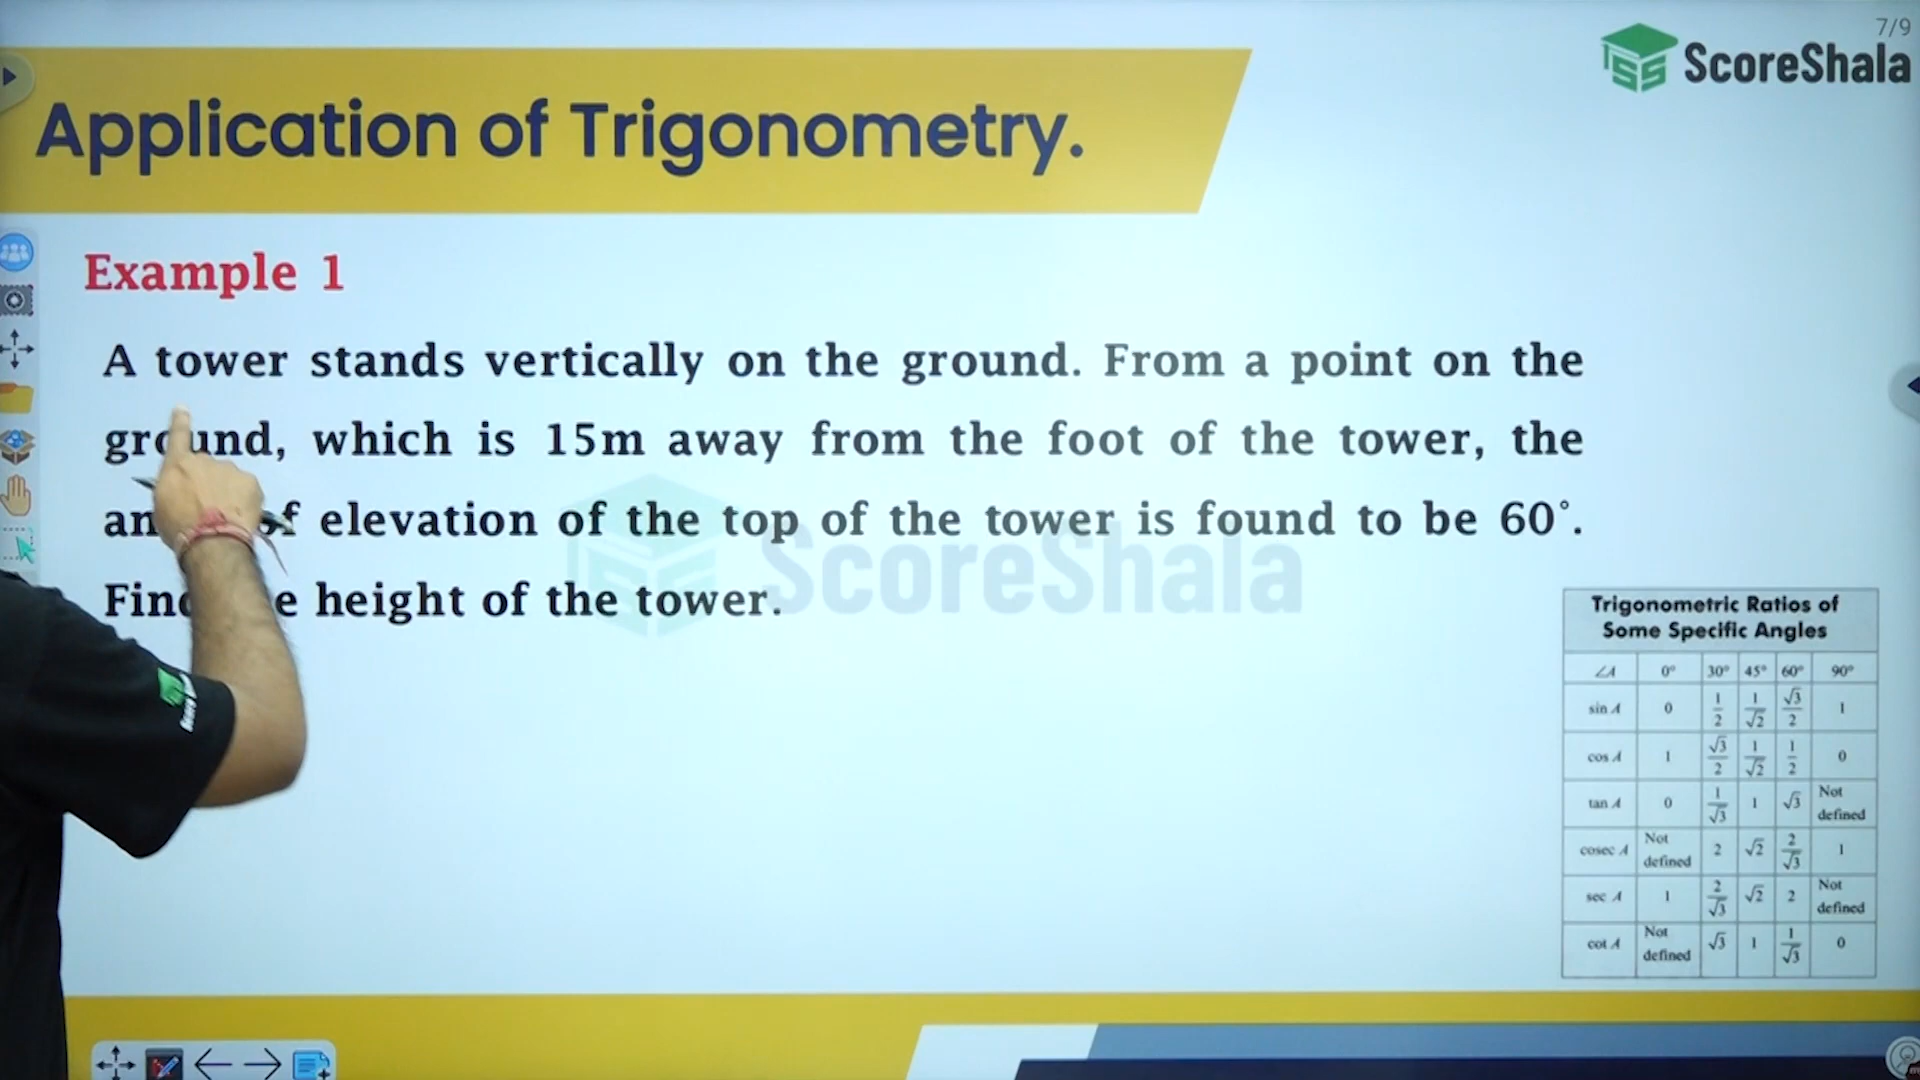 7/9
ScoreShala
Application of Trigonometry.
Example 1
A tower stands vertically on the ground. From a point on the
ground, which is 15m away from the foot of the tower, the
of elevation of the top of the tower is found to be 60°.
Find the height of the tower.
ScoreShala
Trigonometric Ratios of
Some Specific Angles
∠A 0° 30° 45° 60° 90°
sin A 0 1/2 1/√2 √3/2 1
cos A 1 √3/2 1/√2 1/2 0
tan A 0 1/√3 1 √3 Not defined
cosec A Not defined 2 √2 2/√3 1
sec A 1 2/√3 √2 2 Not defined
cot A Not defined √3 1 1/√3 0